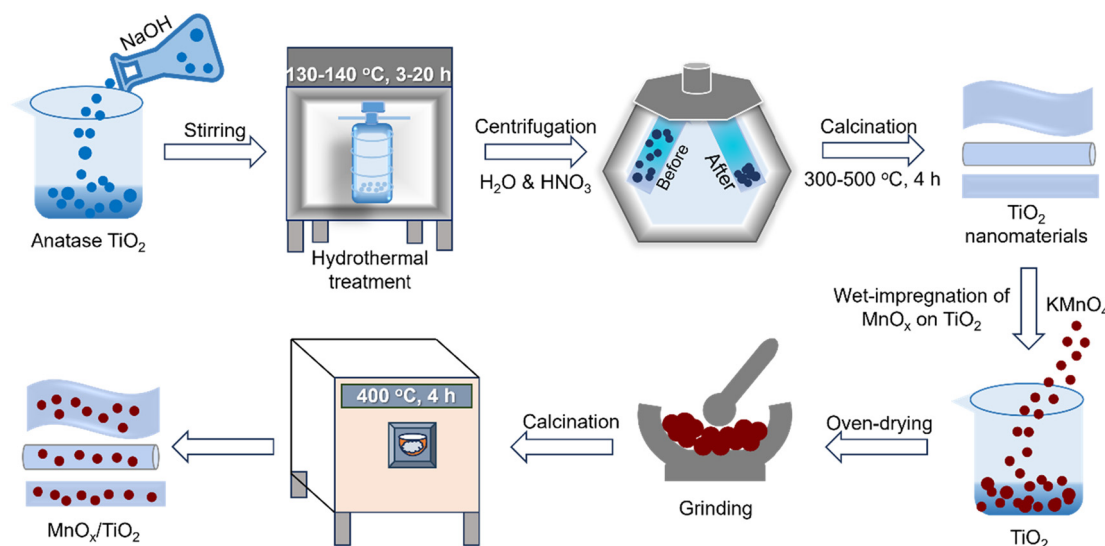 NaOH
Stirring
Anatase TiO₂
130-140 °C, 3-20 h
Hydrothermal
treatment
Centrifugation
H₂O & HNO₃
Before
After
Calcination
300-500 °C, 4 h
TiO₂
nanomaterials
Wet-impregnation of
MnOₓ on TiO₂
KMnO₄
TiO₂
Oven-drying
Grinding
Calcination
400 °C, 4 h
MnOₓ/TiO₂